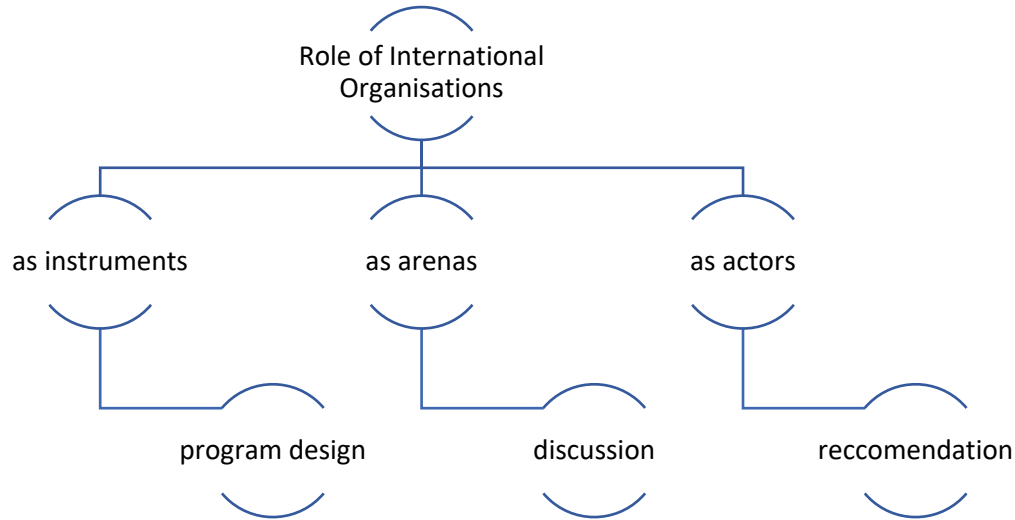 Role of International
Organisations
as instruments
as arenas
as actors
program design
discussion
reccomendation